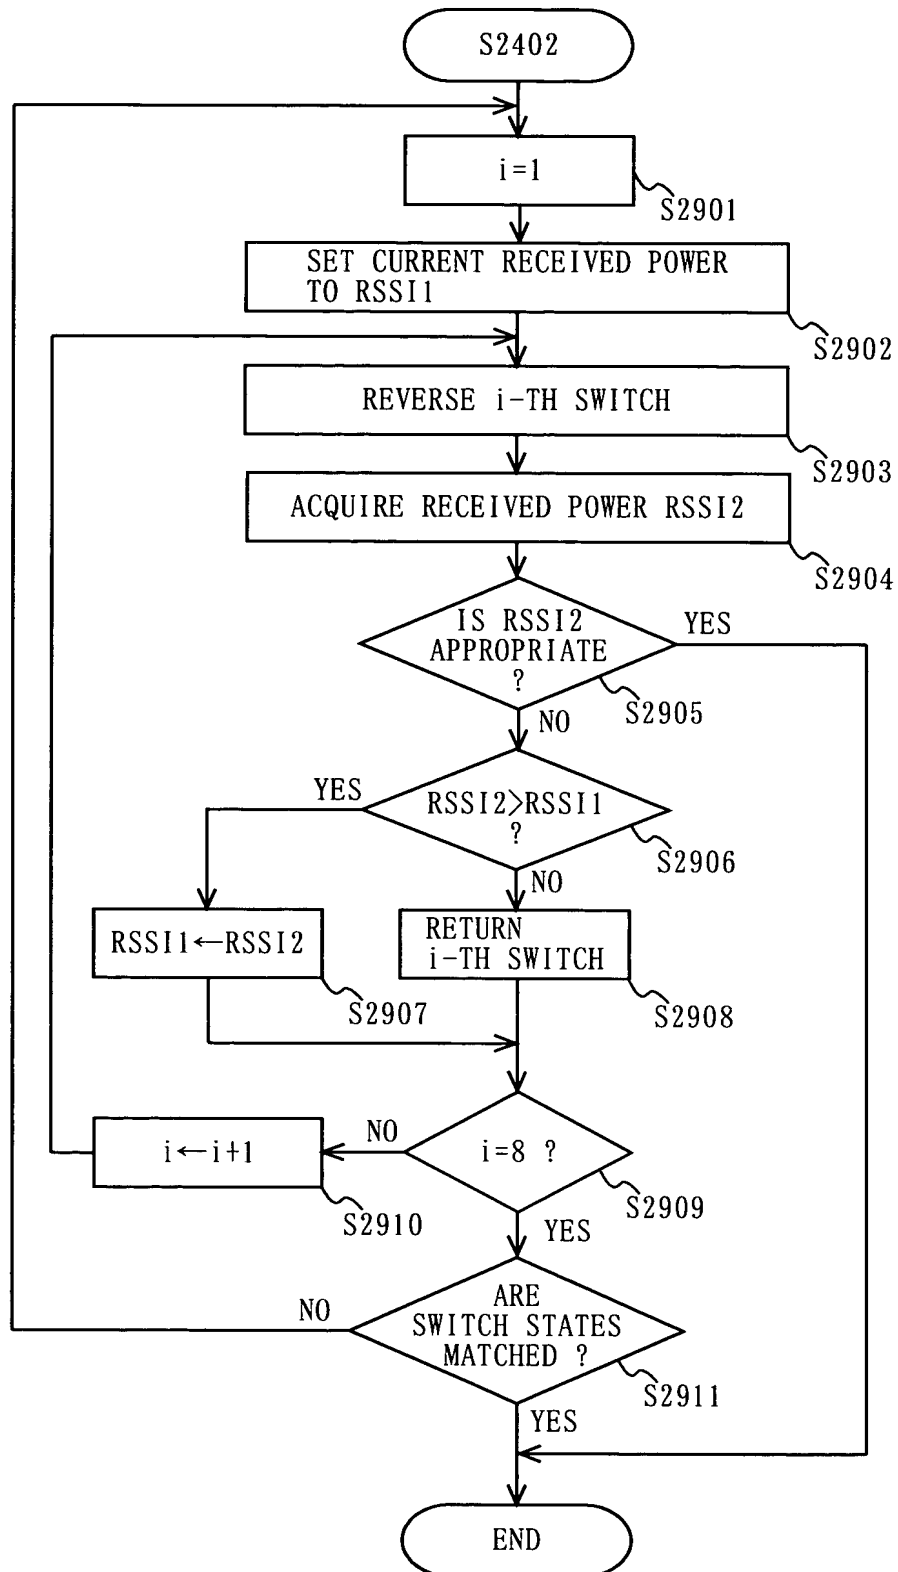 S2402
i=1
S2901
SET CURRENT RECEIVED POWER
TO RSSI1
S2902
REVERSE i-TH SWITCH
S2903
ACQUIRE RECEIVED POWER RSSI2
S2904
IS RSSI2
APPROPRIATE
?
YES
S2905
NO
RSSI2>RSSI1
?
YES
S2906
NO
RSSI1←RSSI2
S2907
RETURN
i-TH SWITCH
S2908
i=8 ?
NO
S2909
i←i+1
S2910
YES
ARE
SWITCH STATES
MATCHED ?
NO
S2911
YES
END